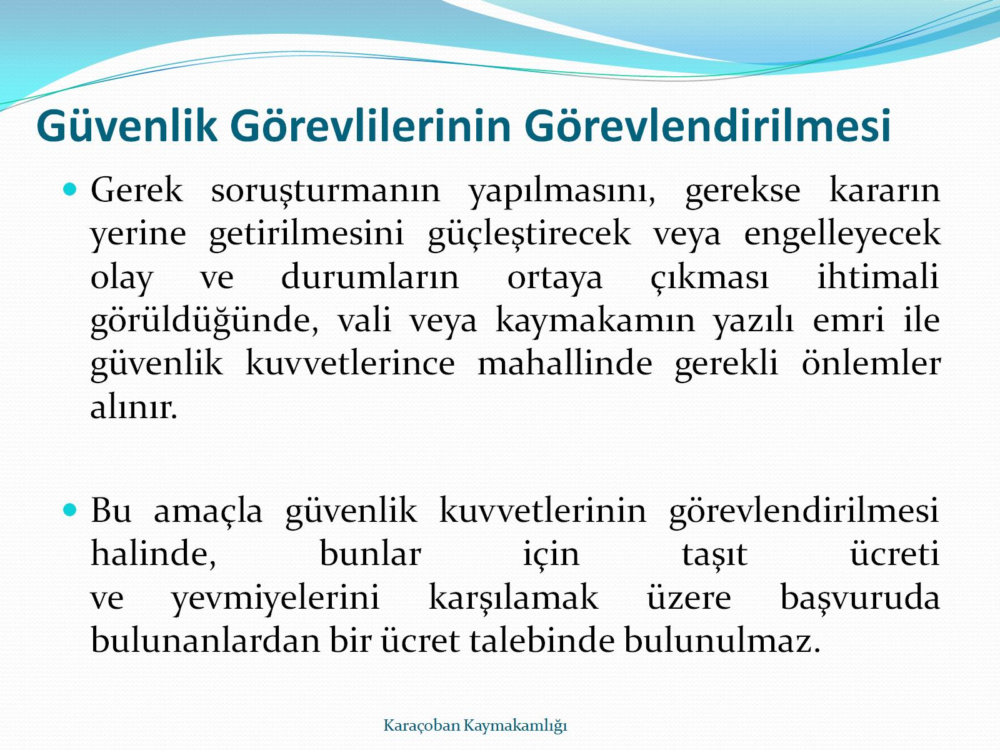 Güvenlik Görevlilerinin Görevlendirilmesi
• Gerek soruşturmanın yapılmasını, gerekse kararın
yerine getirilmesini güçleştirecek veya engelleyecek
olay ve durumların ortaya çıkması ihtimali
görüldüğünde, vali veya kaymakamın yazılı emri ile
güvenlik kuvvetlerince mahallinde gerekli önlemler
alınır.
• Bu amaçla güvenlik kuvvetlerinin görevlendirilmesi
halinde, bunlar için taşıt ücreti
ve yevmiyelerini karşılamak üzere başvuruda
bulunanlardan bir ücret talebinde bulunulmaz.
Karaçoban Kaymakamlığı